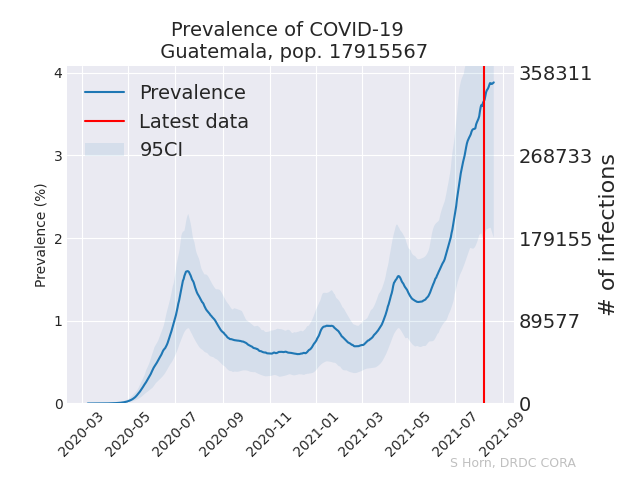 Prevalence of COVID-19
Guatemala, pop. 17915567
Prevalence
Latest data
95CI
Prevalence (%)
4
3
2
1
0
358311
268733
179155
89577
0
# of infections
2020-03
2020-05
2020-07
2020-09
2020-11
2021-01
2021-03
2021-05
2021-07
2021-09
S Horn, DRDC CORA